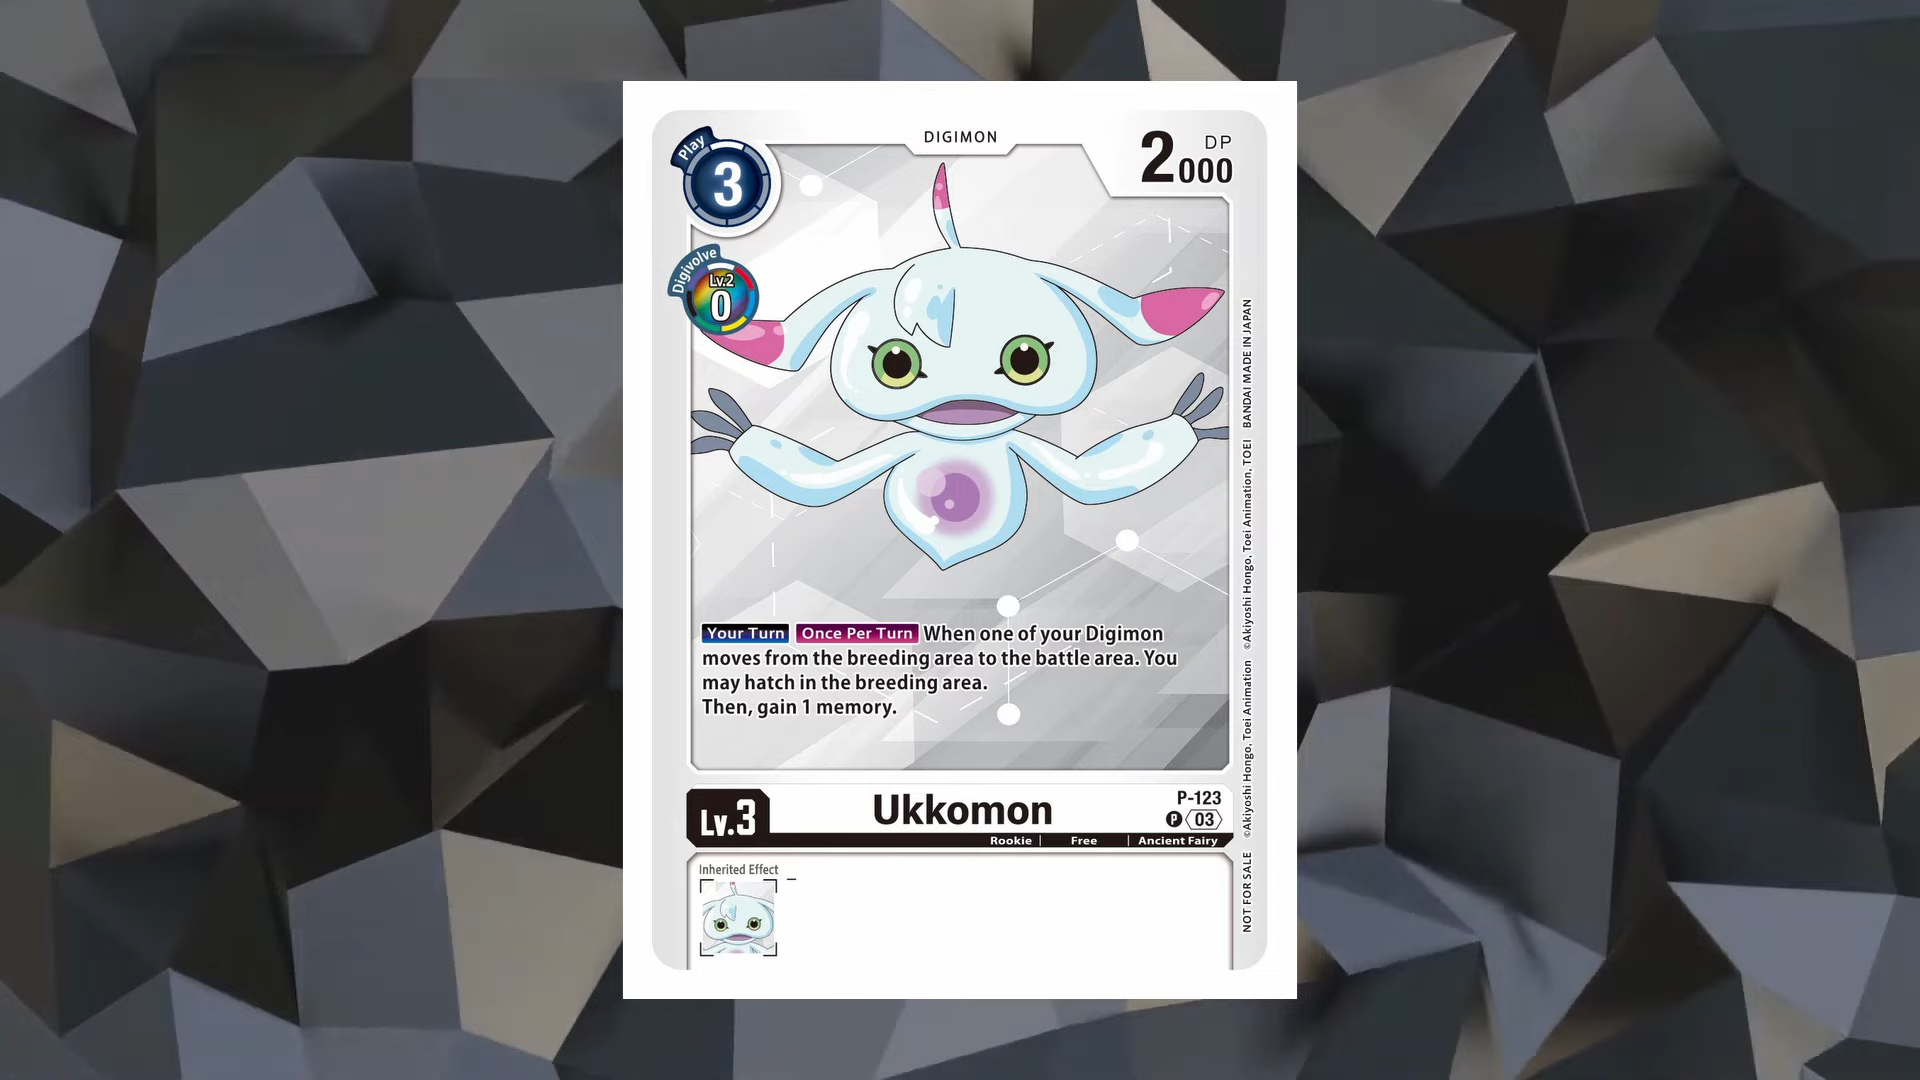 DIGIMON
Play
3
2000
DP
Digivolve
Lv.2
0
Your Turn Once Per Turn When one of your Digimon
moves from the breeding area to the battle area. You
may hatch in the breeding area.
Then, gain 1 memory.
Lv.3
Ukkomon
P-123
P 03
Rookie | Free | Ancient Fairy
Inherited Effect
–
NOT FOR SALE ©Akiyoshi Hongo, Toei Animation ©Akiyoshi Hongo, Toei Animation, TOEI BANDAI MADE IN JAPAN